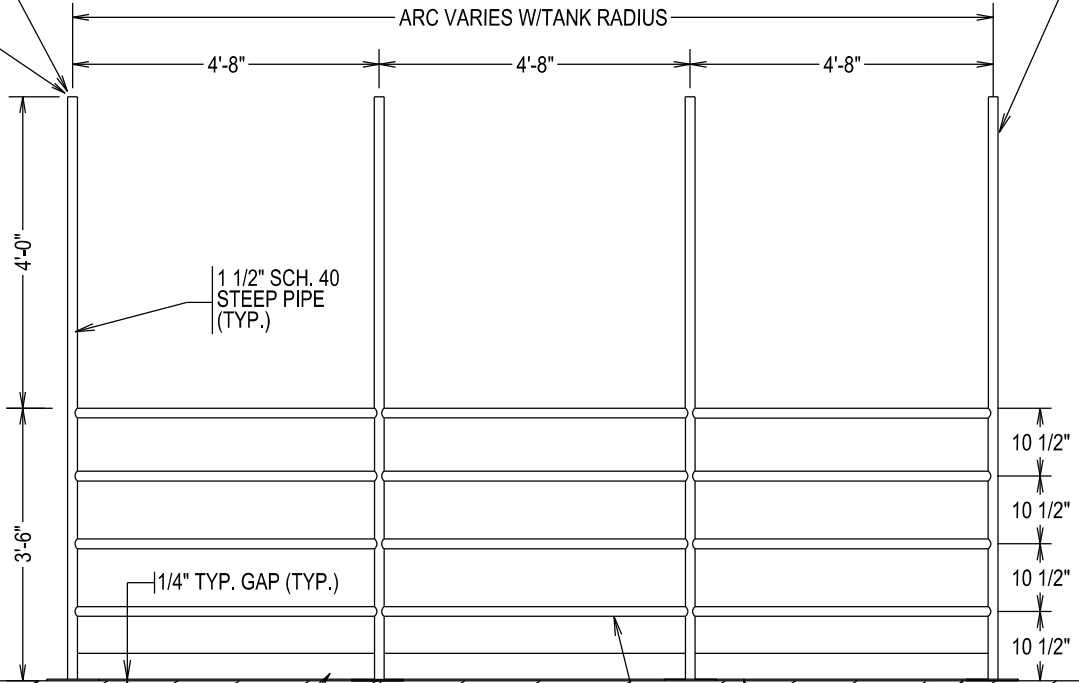 ARC VARIES W/TANK RADIUS
4'-8"
4'-8"
4'-8"
4'-0"
1 1/2" SCH. 40
STEEP PIPE
(TYP.)
10 1/2"
10 1/2"
3'-6"
10 1/2"
1/4" TYP. GAP (TYP.)
10 1/2"